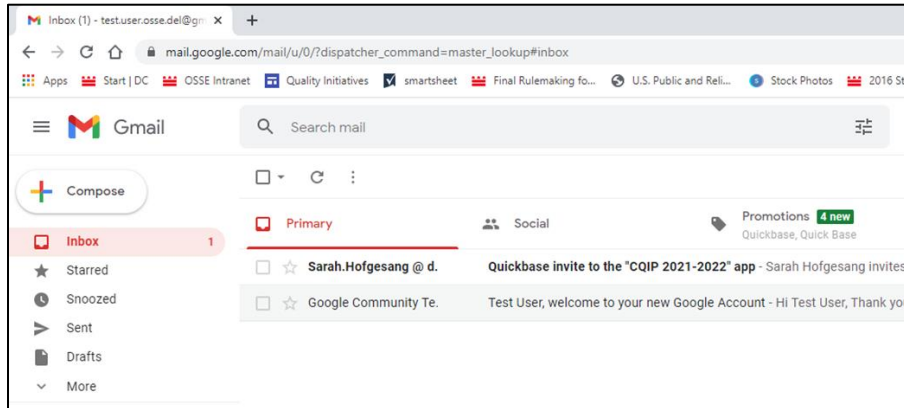 Inbox (1) - test.user.osse.del@gm
mail.google.com/mail/u/0/?dispatcher_command=master_lookup#inbox
Apps Start | DC OSSE Intranet Quality Initiatives smartsheet Final Rulemaking fo... U.S. Public and Reli... Stock Photos 2016 St
Gmail Search mail
Compose
Primary Social Promotions 4 new
Quickbase, Quick Base
Inbox 1
Sarah.Hofgesang @ d. Quickbase invite to the "CQIP 2021-2022" app - Sarah Hofgesang invites
Starred
Snoozed Google Community Te. Test User, welcome to your new Google Account - Hi Test User, Thank you
Sent
Drafts
More